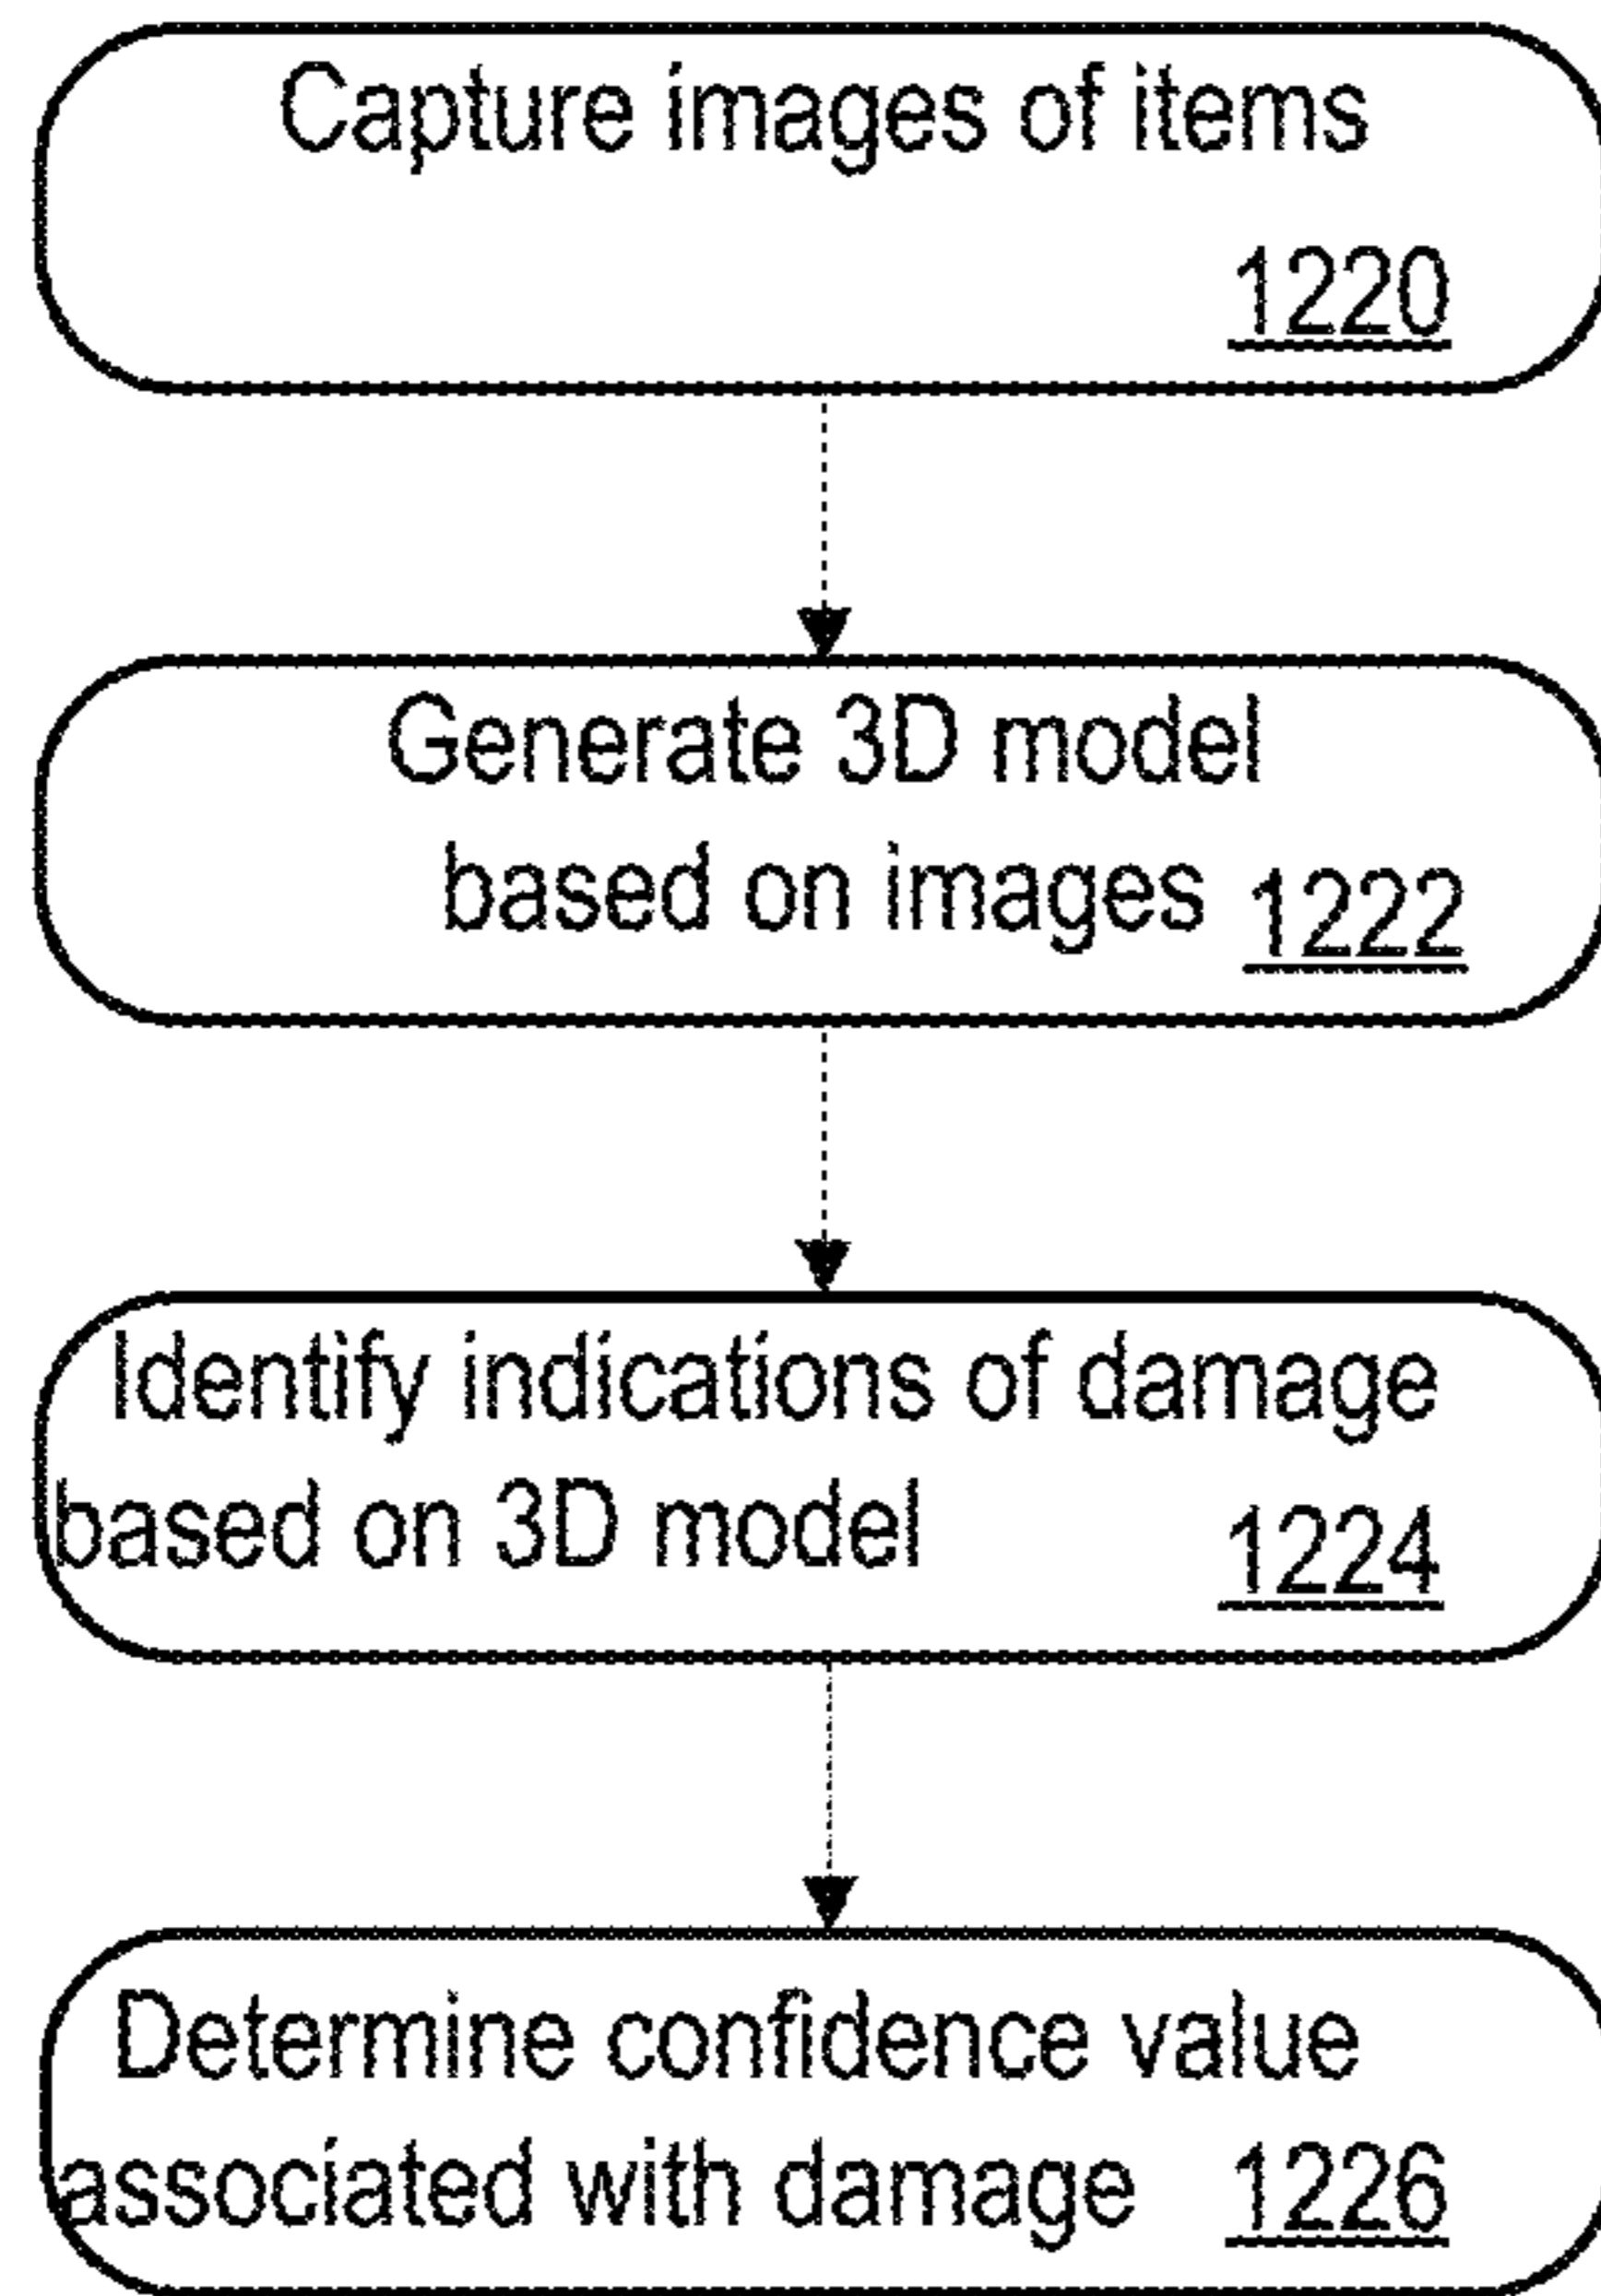 Capture images of items
1220
Generate 3D model
based on images 1222
Identify indications of damage
based on 3D model 1224
Determine confidence value
associated with damage 1226